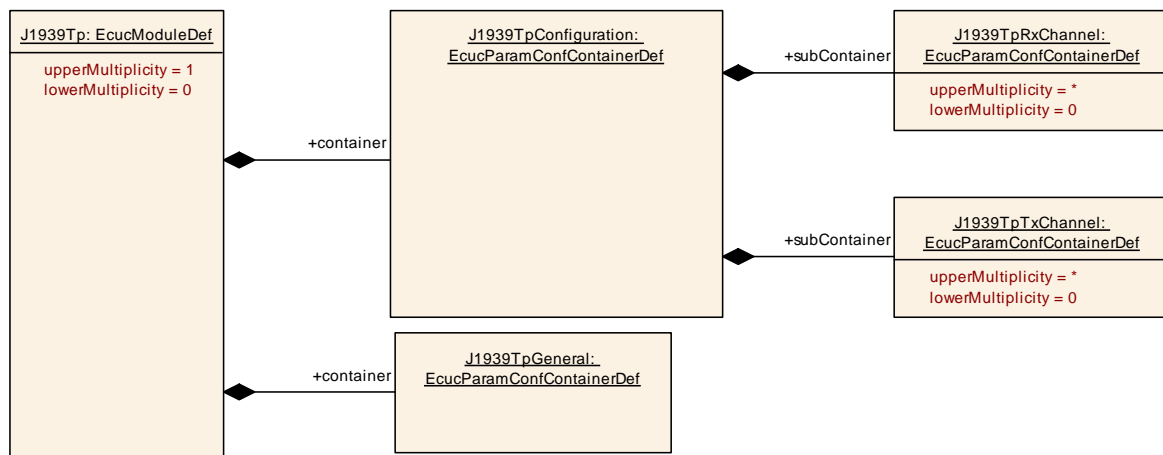 J1939Tp: EcucModuleDef
upperMultiplicity = 1
lowerMultiplicity = 0
+container
J1939TpConfiguration:
EcucParamConfContainerDef
+subContainer
J1939TpRxChannel:
EcucParamConfContainerDef
upperMultiplicity = *
lowerMultiplicity = 0
+subContainer
J1939TpTxChannel:
EcucParamConfContainerDef
upperMultiplicity = *
lowerMultiplicity = 0
+container
J1939TpGeneral:
EcucParamConfContainerDef